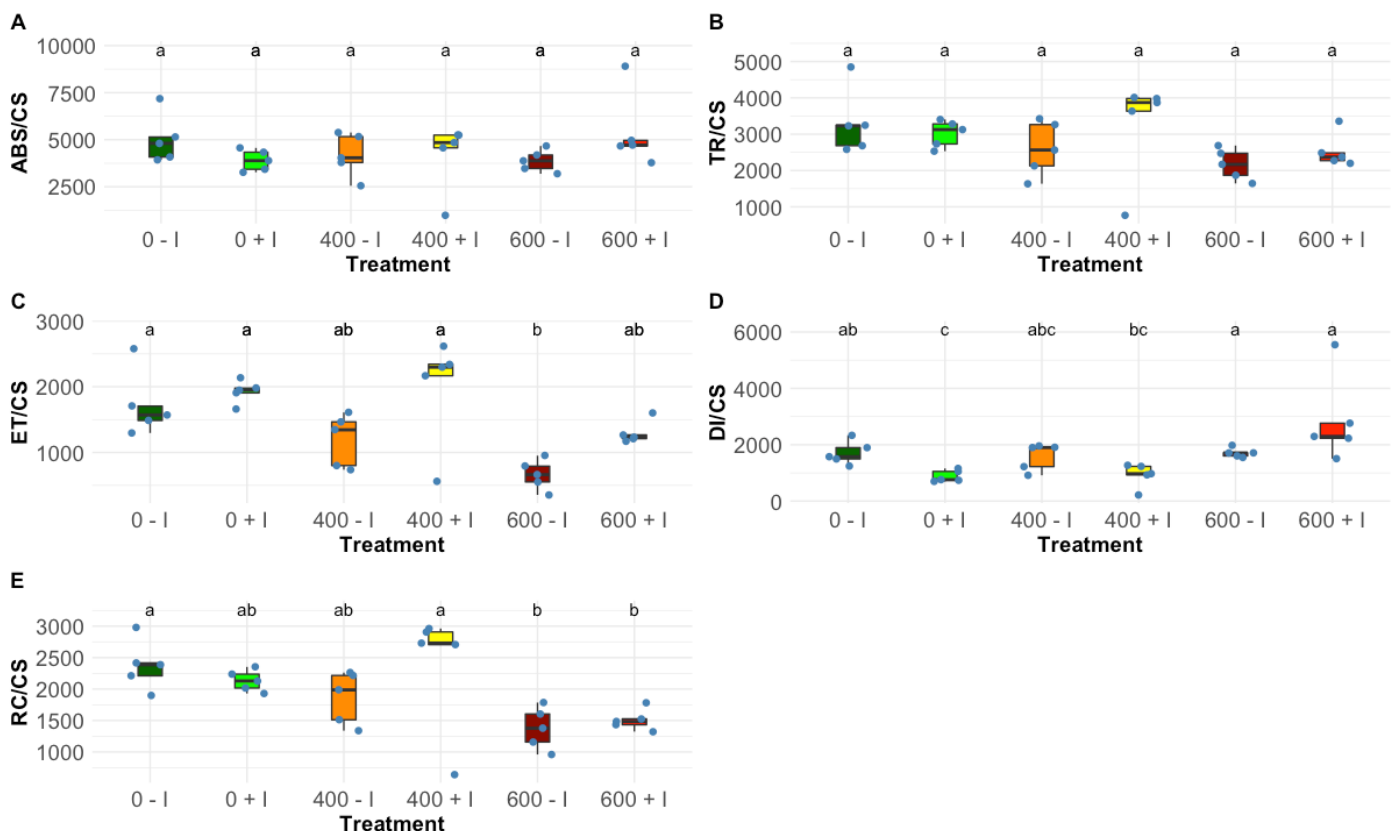 A
ABS/CS
10000
7500
5000
2500
a a a a a a
0 - I 0 + I 400 - I 400 + I 600 - I 600 + I
Treatment
B
TR/CS
5000
4000
3000
2000
1000
a a a a a a
0 - I 0 + I 400 - I 400 + I 600 - I 600 + I
Treatment
C
ET/CS
3000
2000
1000
a a ab a b ab
0 - I 0 + I 400 - I 400 + I 600 - I 600 + I
Treatment
D
DI/CS
6000
4000
2000
0
ab c abc bc a a
0 - I 0 + I 400 - I 400 + I 600 - I 600 + I
Treatment
E
RC/CS
3000
2500
2000
1500
1000
a ab ab a b b
0 - I 0 + I 400 - I 400 + I 600 - I 600 + I
Treatment